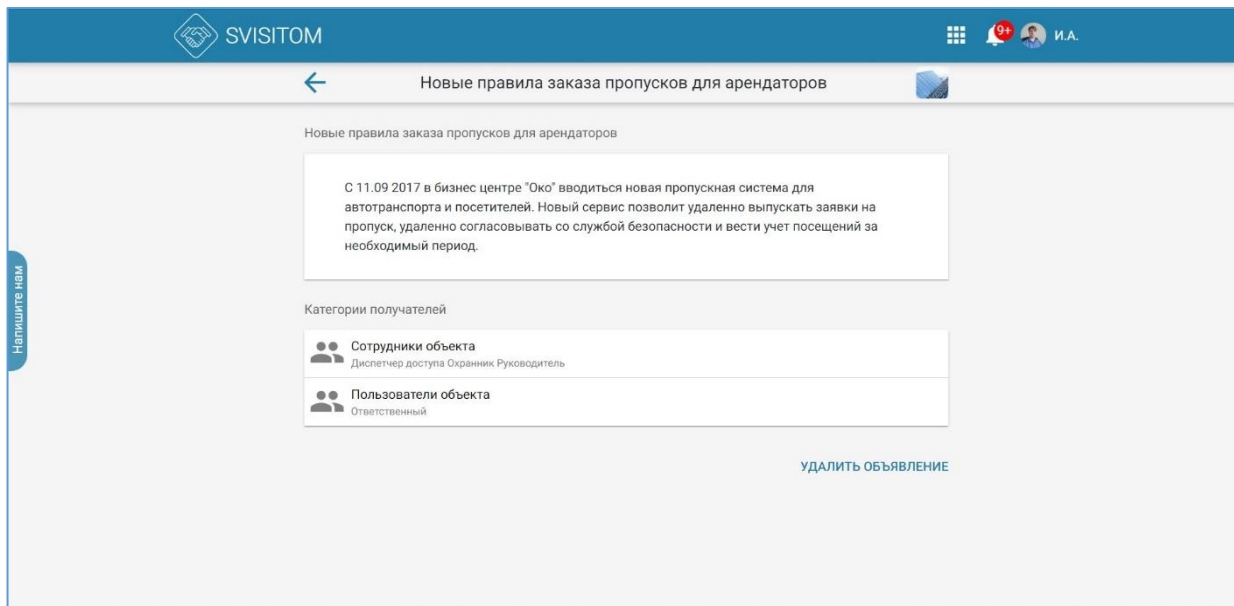 SVISITOM
9+
И.А.
Новые правила заказа пропусков для арендаторов
Новые правила заказа пропусков для арендаторов
С 11.09 2017 в бизнес центре "Око" вводиться новая пропускная система для
автотранспорта и посетителей. Новый сервис позволит удаленно выпускать заявки на
пропуск, удаленно согласовывать со службой безопасности и вести учет посещений за
необходимый период.
Напишите нам
Категории получателей
Сотрудники объекта
Диспетчер доступа Охранник Руководитель
Пользователи объекта
Ответственный
УДАЛИТЬ ОБЪЯВЛЕНИЕ